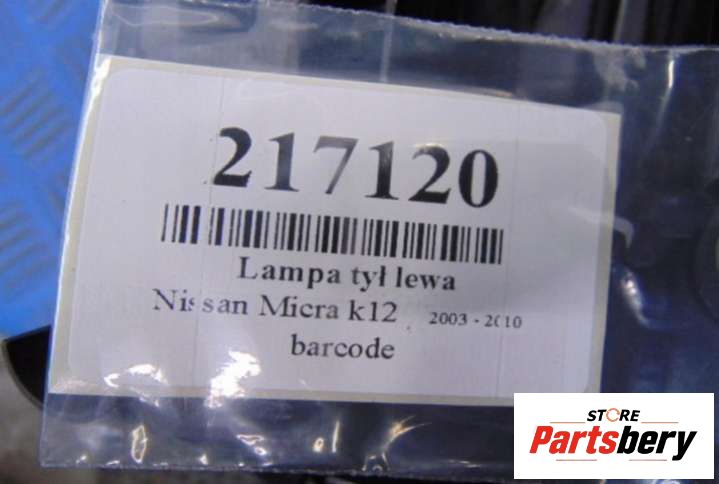 217120
Lampa tył lewa
Nissan Micra k12 2003 - 2010
barcode
STORE
Partsbery